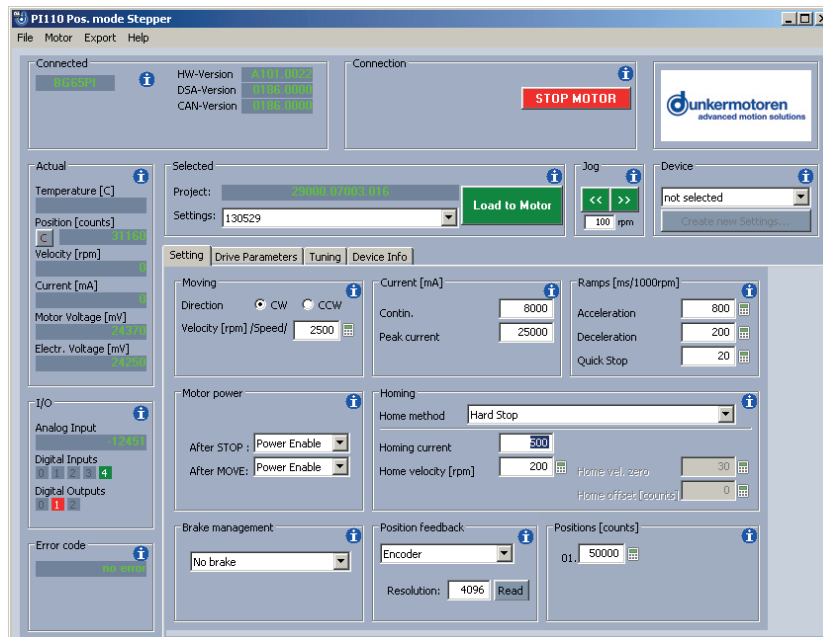 PI110 Pos. mode Stepper
File Motor Export Help
Connected
BG65PI
HW-Version A101.0022
DSA-Version 0186.0000
CAN-Version 0186.0000
Connection
STOP MOTOR
dunkermotoren
advanced motion solutions
Actual
Temperature [C]
Position [counts]
C 31169
Velocity [rpm]
0
Current [mA]
0
Motor Voltage [mV]
24370
Electr. Voltage [mV]
24250
Selected
Project: 29000.07003.016
Settings: 130529
Load to Motor
Jog
<< >>
100 rpm
Device
not selected
Create new Settings...
Setting Drive Parameters Tuning Device Info
Moving
Direction CW CCW
Velocity [rpm] /Speed/ 2500
Current [mA]
Contin. 8000
Peak current 25000
Ramps [ms/1000rpm]
Acceleration 800
Deceleration 200
Quick Stop 20
I/O
Analog Input
-12451
Digital Inputs
0 1 2 3 4
Digital Outputs
0 1 2
Motor power
After STOP : Power Enable
After MOVE: Power Enable
Homing
Home method Hard Stop
Homing current 500
Home velocity [rpm] 200
Home vel. zero 30
Home offset [counts] 0
Error code
no error
Brake management
No brake
Position feedback
Encoder
Resolution: 4096 Read
Positions [counts]
01. 50000